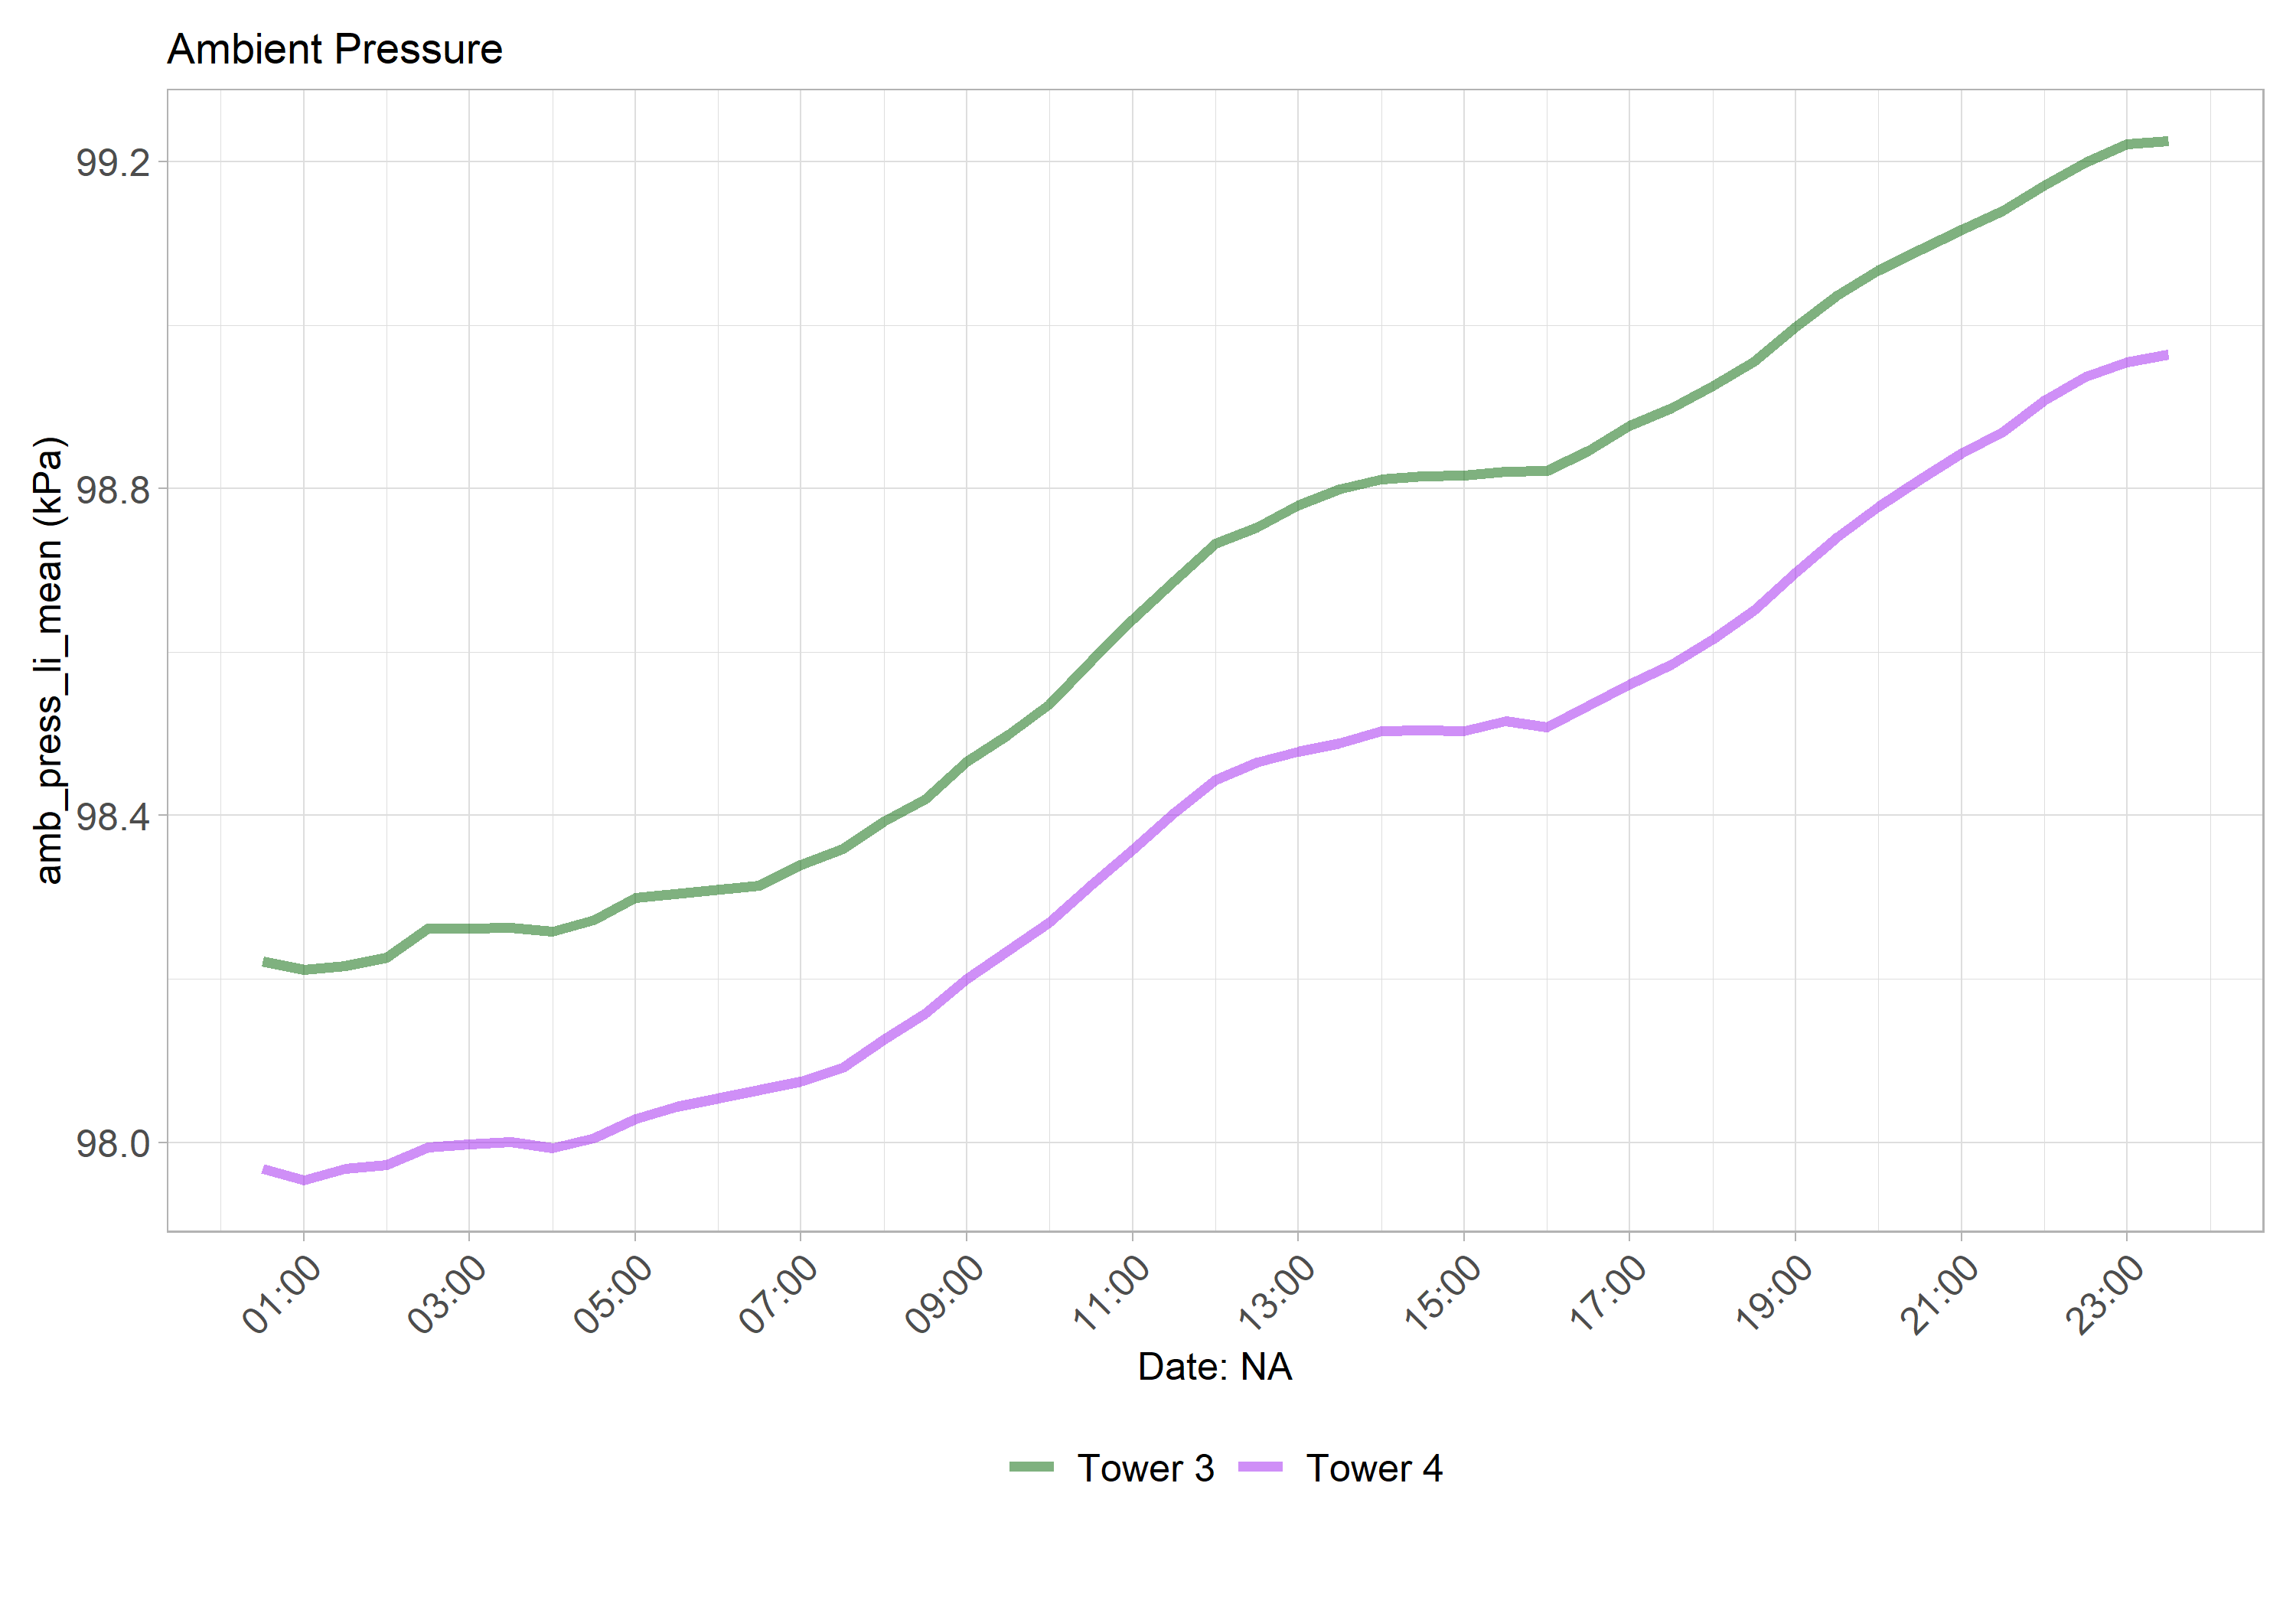 Ambient Pressure
amb_press_li_mean (kPa)
99.2
98.8
98.4
98.0
01:00 03:00 05:00 07:00 09:00 11:00 13:00 15:00 17:00 19:00 21:00 23:00
Date: NA
Tower 3 Tower 4